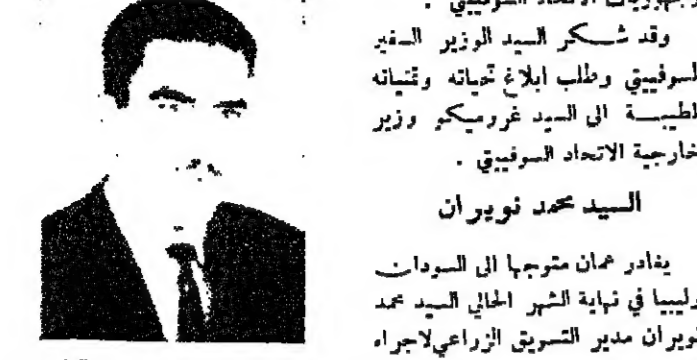 وقد شكر السيد الوزير السفير
السوفييتي وطلب ابلاغ تحياته وتمنياته
لطيبة الى السيد غروميكو وزير
خارجية الاتحاد السوفييتي .
السيد محمد نويران
يغادر عمان متوجها الى السودان
وليبيا في نهاية الشهر الحالي السيد محمد
نويران مدير التسويق الزراعي لاجراء